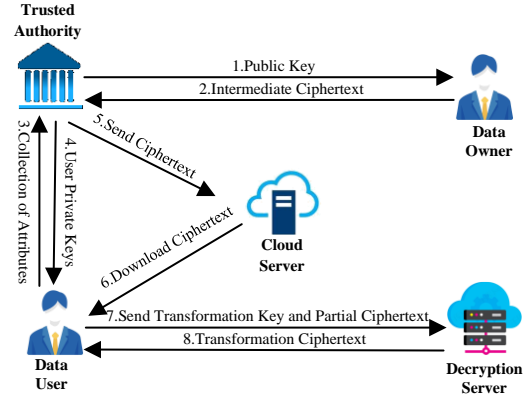 Trusted
Authority
1.Public Key
2.Intermediate Ciphertext
Data
Owner
3.Collection of Attributes
4.User Private Keys
5.Send Ciphertext
Cloud
Server
6.Download Ciphertext
7.Send Transformation Key and Partial Ciphertext
8.Transformation Ciphertext
Data
User
Decryption
Server